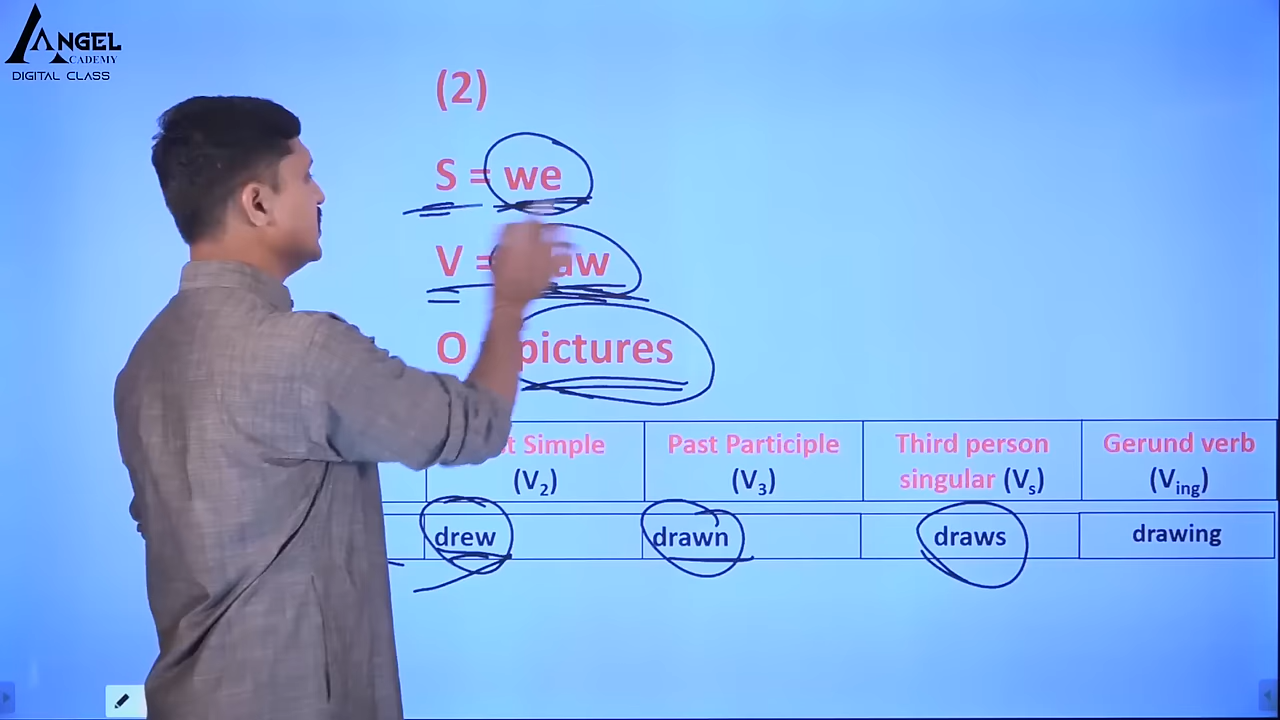 ANGEL
ACADEMY
DIGITAL CLASS
(2)
S = we
V =
O pictures
Simple Past Participle Third person Gerund verb
(V₂) (V₃) singular (Vₛ) (Ving)
drew drawn draws drawing